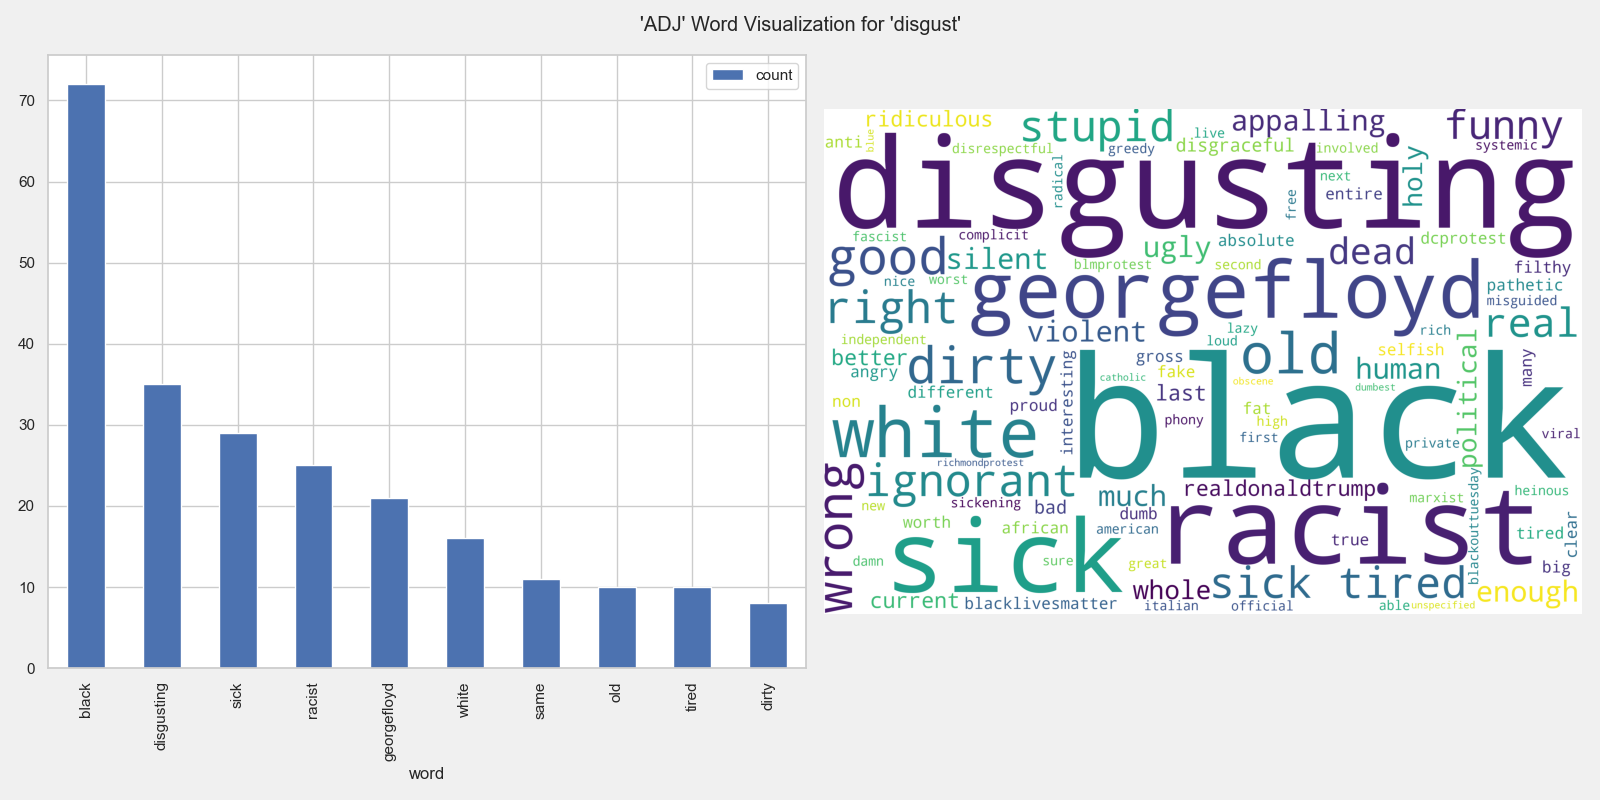 'ADJ' Word Visualization for 'disgust'
count
70
60
50
40
30
20
10
0
black
disgusting
sick
racist
georgefloyd
white
same
old
tired
dirty
word
ridiculous
stupid
live
appalling
funny
anti
blue
disrespectful
greedy
disgraceful
involved
systemic
disgusting
radical
free
next
entire
holy
fascist
complicit
ugly
absolute
dead
dcprotest
good
silent
nice
worst
blmprotest
second
filthy
georgefloyd
pathetic
misguided
right
violent
lazy
loud
rich
real
independent
better
angry
dirty
different
interesting
gross
fake
catholic
old
obscene
selfish
human
dumbest
political
many
non
proud
last
phony
fat
high
first
private
viral
white
black
richmondprotest
wrong
ignorant
new
sickening
bad
much
realdonaldtrump
marxist
heinous
worth
african
dumb
american
racist
true
blackouttuesday
tired
clear
damn
sick
sure
great
big
current
blacklivesmatter
whole
italian
sick tired
official
able
unspecified
enough